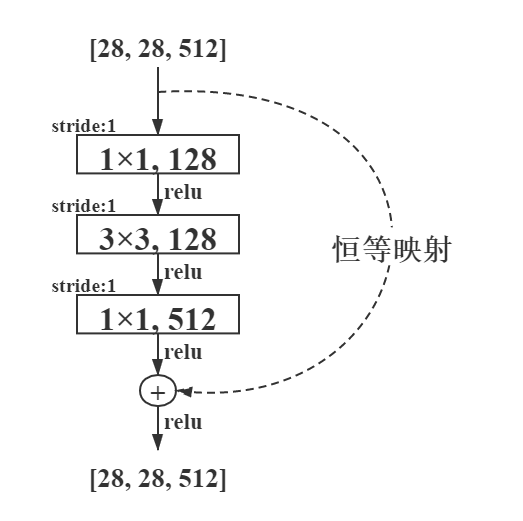 [28, 28, 512]
stride:1
1×1, 128
relu
stride:1
3×3, 128
relu
恒等映射
stride:1
1×1, 512
relu
+
relu
[28, 28, 512]